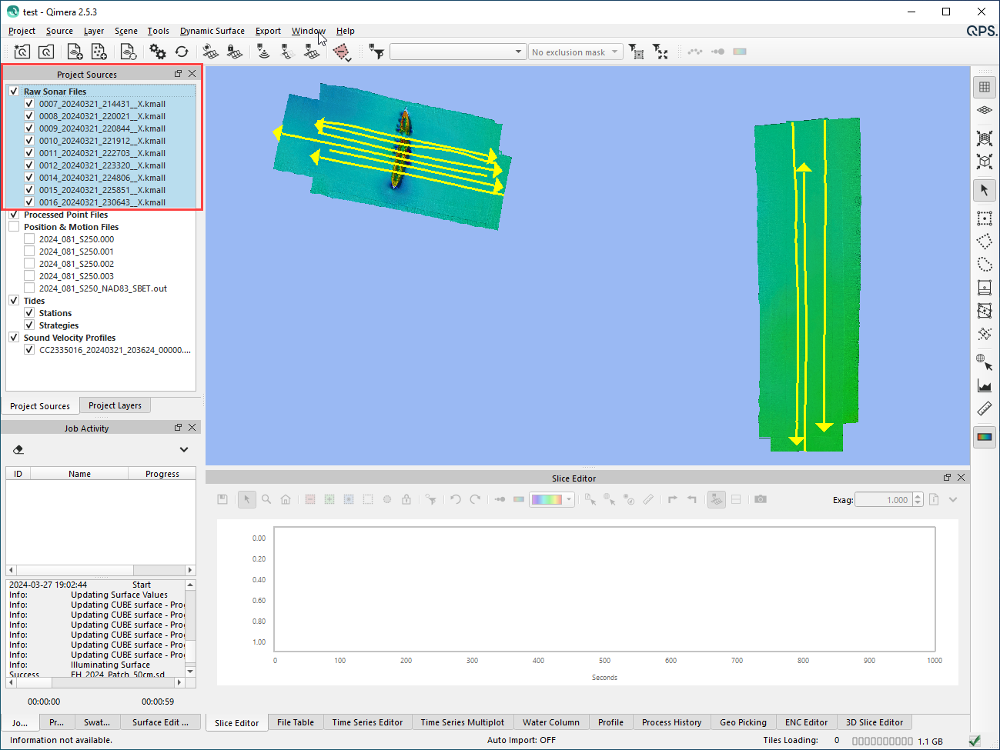 test - Qimera 2.5.3
Project Source Layer Scene Tools Dynamic Surface Export Window Help
QPS.
No exclusion mask
Project Sources
Raw Sonar Files
0007_20240321_214431__X.kmall
0008_20240321_220021__X.kmall
0009_20240321_220844__X.kmall
0010_20240321_221912__X.kmall
0011_20240321_222703__X.kmall
0012_20240321_223320__X.kmall
0014_20240321_224806__X.kmall
0015_20240321_225851__X.kmall
0016_20240321_230643__X.kmall
Processed Point Files
Position & Motion Files
2024_081_S250.000
2024_081_S250.001
2024_081_S250.002
2024_081_S250.003
2024_081_S250_NAD83_SBET.out
Tides
Stations
Strategies
Sound Velocity Profiles
CC2335016_20240321_203624_00000....
Project Sources Project Layers
Job Activity
ID Name Progress
2024-03-27 19:02:44 Start
Info: Updating Surface Values
Info: Updating CUBE surface - Pro
Info: Updating CUBE surface - Pro
Info: Updating CUBE surface - Pro
Info: Updating CUBE surface - Pro
Info: Updating CUBE surface - Pro
Info: Updating CUBE surface - Pro
Info: Illuminating Surface
Success FH_2024_Patch_50cm.sd
00:00:00 00:00:59
Jo... Pr... Swat... Surface Edit ...
Slice Editor
Exag: 1.000
0.00
0.20
0.40
0.60
0.80
1.00
0 100 200 300 400 500 600 700 800 900 1000
Seconds
Slice Editor File Table Time Series Editor Time Series Multiplot Water Column Profile Process History Geo Picking ENC Editor 3D Slice Editor
Information not available. Auto Import: OFF Tiles Loading: 0 1.1 GB